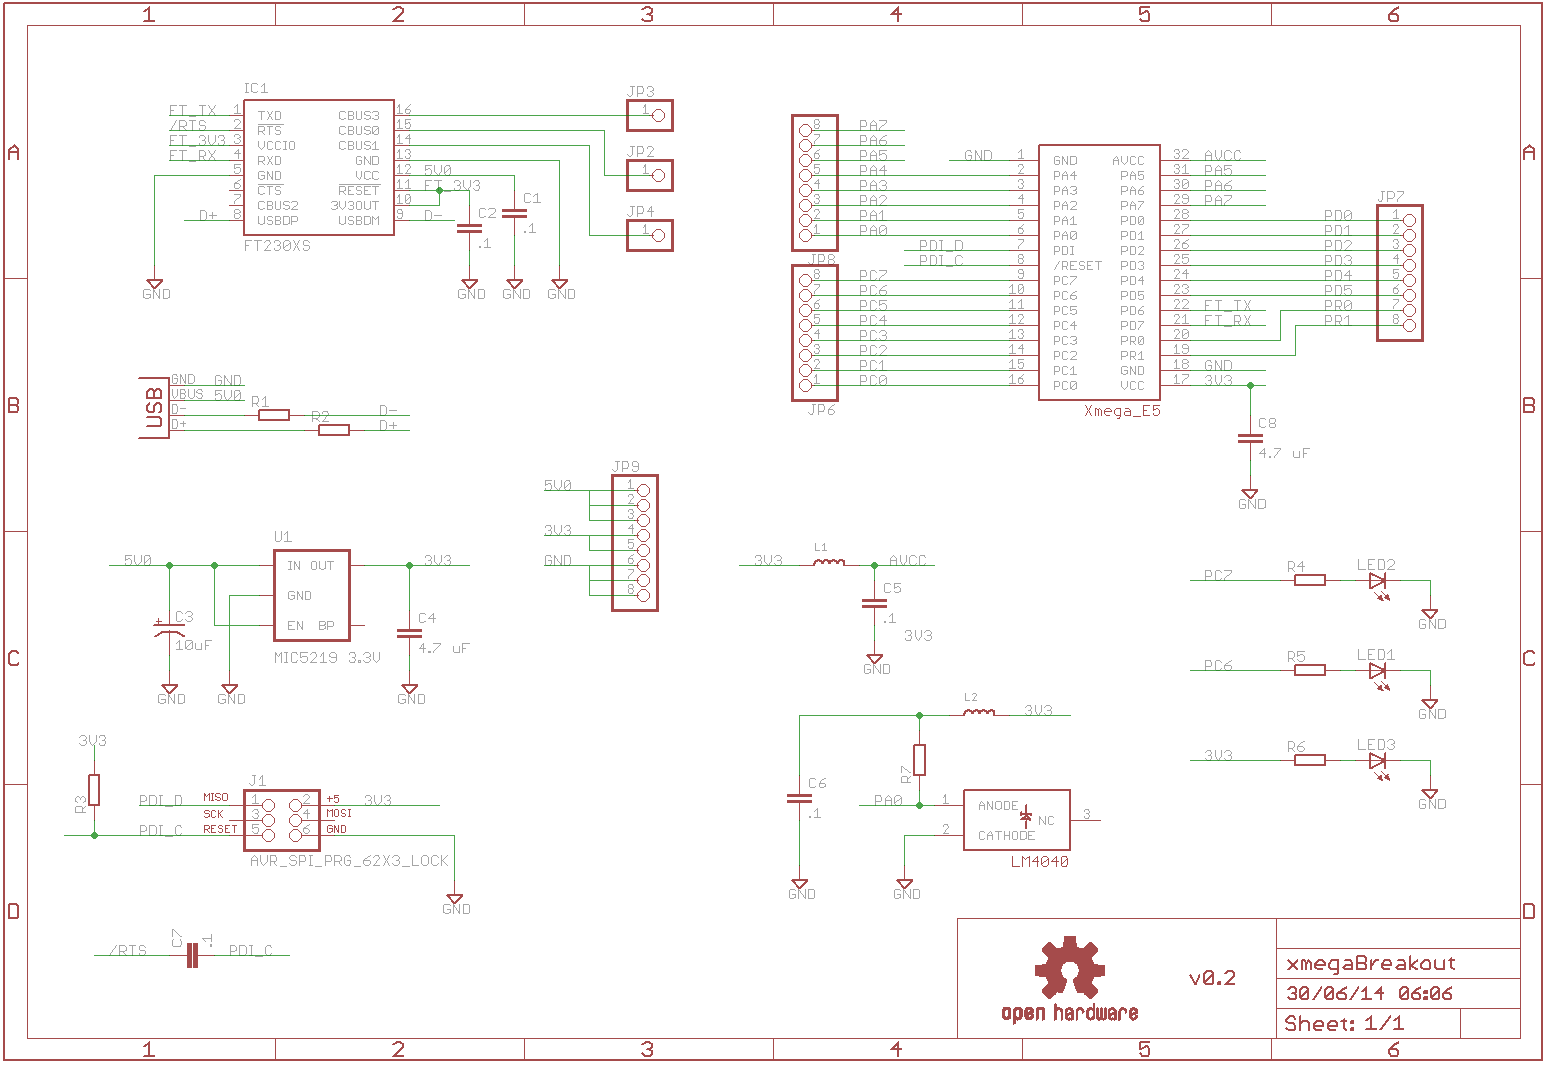 1 2 3 4 5 6
A
B
C
D
IC1
FT_TX 1 TXD CBUS3 16
/RTS 2 RTS CBUS0 15
FT_3V3 3 VCCIO CBUS1 14
FT_RX 4 RXD GND 13
5 GND VCC 12 5V0
6 CTS RESET 11 FT_3V3
7 CBUS2 3V3OUT 10
D+ 8 USBDP USBDM 9 D-
FT230XS
C2 .1
C1 .1
GND GND GND GND
JP3
1
JP2
1
JP4
1
8 PA7
7 PA6
6 PA5
5 PA4
4 PA3
3 PA2
2 PA1
1 PA0
JP8
8 PC7
7 PC6
6 PC5
5 PC4
4 PC3
3 PC2
2 PC1
1 PC0
JP6
GND 1 GND AVCC 32 AVCC
2 PA4 PA5 31 PA5
3 PA3 PA6 30 PA6
4 PA2 PA7 29 PA7
5 PA1 PD0 28
6 PA0 PD1 27
PDI_D 7 PDI PD2 26
PDI_C 8 /RESET PD3 25
9 PC7 PD4 24
10 PC6 PD5 23
11 PC5 PD6 22 FT_TX
12 PC4 PD7 21 FT_RX
13 PC3 PR0 20
14 PC2 PR1 19
15 PC1 GND 18 GND
16 PC0 VCC 17 3V3
Xmega_E5
JP7
PD0 1
PD1 2
PD2 3
PD3 4
PD4 5
PD5 6
PR0 7
PR1 8
C8
4.7 uF
GND
USB
GND GND
VBUS 5V0
D- R1 D-
D+ R2 D+
JP9
5V0 1
2
3
3V3 4
5
GND 6
7
8
U1
5V0 IN OUT 3V3
GND
EN BP
MIC5219 3.3V
C3
10uF
C4
4.7 uF
GND GND GND
3V3 L1 AVCC
C5
.1
3V3
GND
PC7 R4 LED2
GND
PC6 R5 LED1
GND
3V3 R6 LED3
GND
L2
3V3
R7
C6
.1
PA0 1 ANODE
NC 3
2 CATHODE
LM4040
GND GND
3V3
R3
J1
PDI_D MISO 1 2 +5 3V3
SCK 3 4 MOSI
PDI_C RESET 5 6 GND
AVR_SPI_PRG_62X3_LOCK
GND
/RTS C7 .1 PDI_C
open hardware
v0.2
xmegaBreakout
30/06/14 06:06
Sheet: 1/1
A
B
C
D
1 2 3 4 5 6